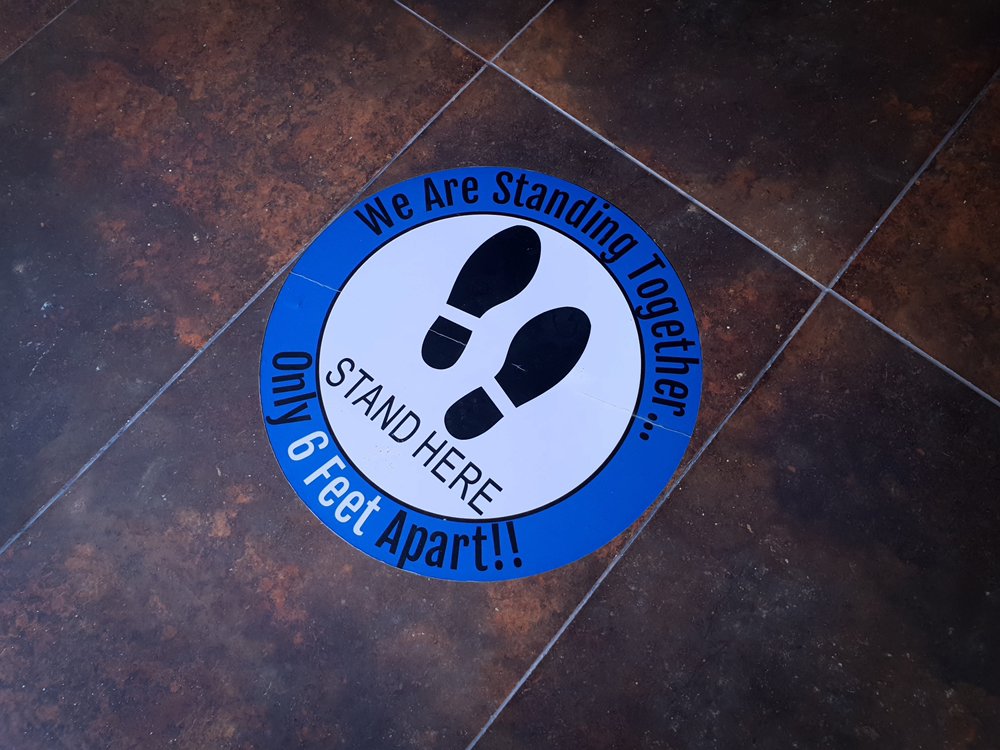 We Are Standing Together...
STAND HERE
Only 6 Feet Apart!!